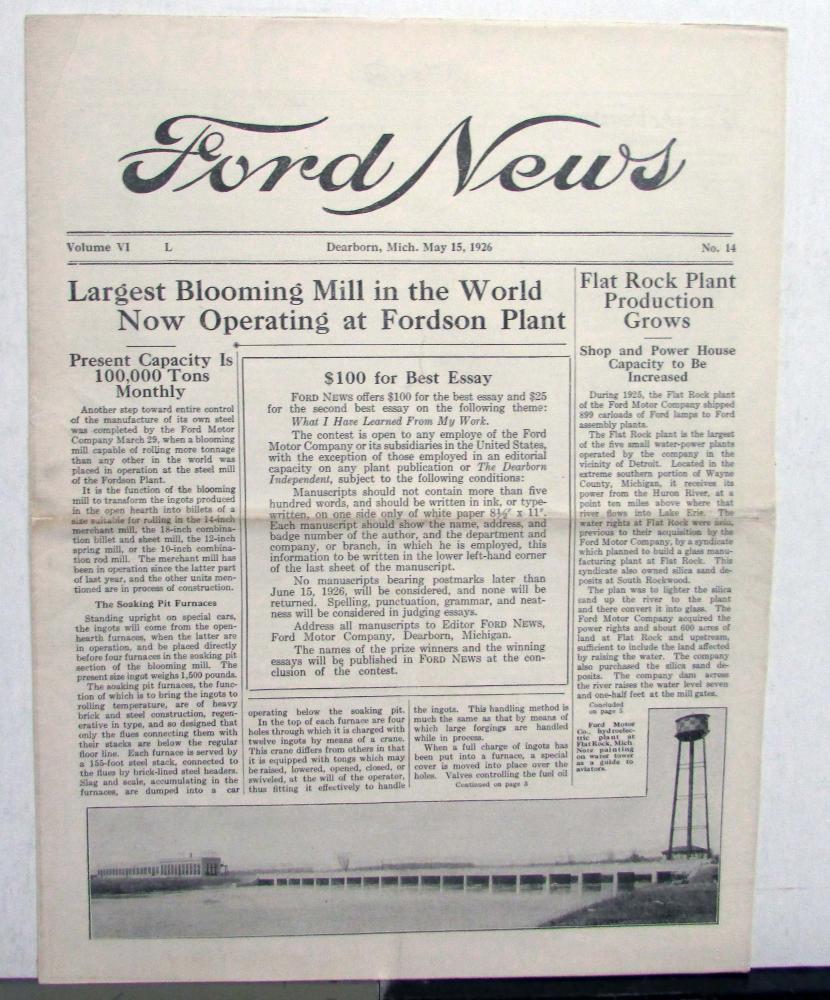 Ford News
Volume VI L Dearborn, Mich. May 15, 1926 No. 14
Largest Blooming Mill in the World
Now Operating at Fordson Plant
Present Capacity Is
100,000 Tons
Monthly
Another step toward entire control
of the manufacture of its own steel
was completed by the Ford Motor
Company March 29, when a blooming
mill capable of rolling more tonnage
than any other in the world was
placed in operation at the steel mill
of the Fordson Plant.
It is the function of the blooming
mill to transform the ingots produced
in the open hearth into billets of a
size suitable for rolling in the 14-inch
merchant mill, the 18-inch combina-
tion billet and sheet mill, the 12-inch
spring mill, or the 10-inch combina-
tion rod mill. The merchant mill has
been in operation since the latter part
of last year, and the other units men-
tioned are in process of construction.
The Soaking Pit Furnaces
Standing upright on special cars,
the ingots will come from the open-
hearth furnaces, when the latter are
in operation, and be placed directly
before four furnaces in the soaking pit
section of the blooming mill. The
present size ingot weighs 1,500 pounds.
The soaking pit furnaces, the func-
tion of which is to bring the ingots to
rolling temperature, are of heavy
brick and steel construction, regen-
erative in type, and so designed that
only the flues connecting them with
their stacks are below the regular
floor line. Each furnace is served by
a 155-foot steel stack, connected to
the flues by brick-lined steel headers.
Slag and scale, accumulating in the
furnaces, are dumped into a car
$100 for Best Essay
FORD NEWS offers $100 for the best essay and $25
for the second best essay on the following theme:
What I Have Learned From My Work.
The contest is open to any employe of the Ford
Motor Company or its subsidiaries in the United States,
with the exception of those employed in an editorial
capacity on any plant publication or The Dearborn
Independent, subject to the following conditions:
Manuscripts should not contain more than five
hundred words, and should be written in ink, or type-
written, on one side only of white paper 8½" x 11".
Each manuscript should show the name, address, and
badge number of the author, and the department and
company, or branch, in which he is employed, this
information to be written in the lower left-hand corner
of the last sheet of the manuscript.
No manuscripts bearing postmarks later than
June 15, 1926, will be considered, and none will be
returned. Spelling, punctuation, grammar, and neat-
ness will be considered in judging essays.
Address all manuscripts to Editor FORD NEWS,
Ford Motor Company, Dearborn, Michigan.
The names of the prize winners and the winning
essays will be published in FORD NEWS at the con-
clusion of the contest.
operating below the soaking pit.
In the top of each furnace are four
holes through which it is charged with
twelve ingots by means of a crane.
This crane differs from others in that
it is equipped with tongs which may
be raised, lowered, opened, closed, or
swiveled, at the will of the operator,
thus fitting it effectively to handle
the ingots. This handling method is
much the same as that by means of
which large forgings are handled
while in process.
When a full charge of ingots has
been put into a furnace, a special
cover is moved into place over the
holes. Valves controlling the fuel oil
Continued on page 3
Flat Rock Plant
Production
Grows
Shop and Power House
Capacity to Be
Increased
During 1925, the Flat Rock plant
of the Ford Motor Company shipped
899 carloads of Ford lamps to Ford
assembly plants.
The Flat Rock plant is the largest
of the five small water-power plants
operated by the company in the
vicinity of Detroit. Located in the
extreme southern portion of Wayne
County, Michigan, it receives its
power from the Huron River, at a
point ten miles above where that
river flows into Lake Erie. The
water rights at Flat Rock were held,
previous to their acquisition by the
Ford Motor Company, by a syndicate
which planned to build a glass manu-
facturing plant at Flat Rock. This
syndicate also owned silica sand de-
posits at South Rockwood.
The plan was to lighter the silica
sand up the river to the plant
and there convert it into glass. The
Ford Motor Company acquired the
power rights and about 600 acres of
land at Flat Rock and upstream,
sufficient to include the land affected
by raising the water. The company
also purchased the silica sand de-
posits. The company dam across
the river raises the water level seven
and one-half feet at the mill gates.
Concluded
on page 5
Ford Motor
Co., hydroelec-
tric plant at
Flat Rock, Mich.
Note painting
on water tower
as a guide to
aviators.